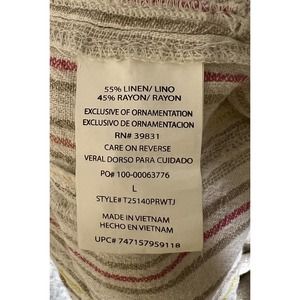 55% LINEN/ LINO
45% RAYON/ RAYON
EXCLUSIVE OF ORNAMENTATION
EXCLUSIVO DE ORNAMENTACION
RN# 39831
CARE ON REVERSE
VERAL DORSO PARA CUIDADO
PO# 100-00063776
L
STYLE# T25140PRWTJ
MADE IN VIETNAM
HECHO EN VIETNAM
UPC# 747157959118